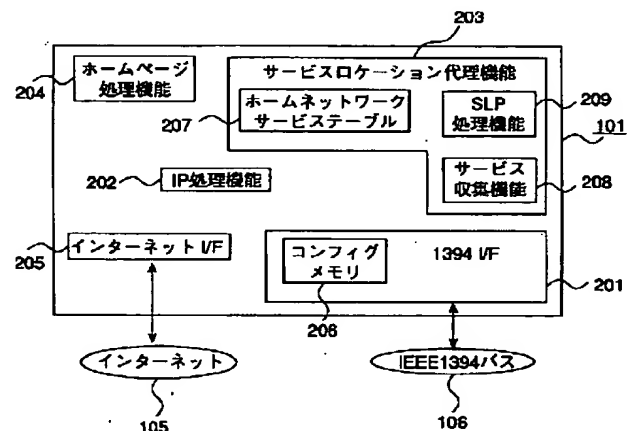 203
204
ホームページ
処理機能
サービスロケーション代理機能
ホームネットワーク
サービステーブル
207
SLP
処理機能
209
101
202
IP処理機能
サービス
収集機能
208
205
インターネット I/F
コンフィグ
メモリ
1394 I/F
201
206
インターネット
IEEE1394バス
105
106